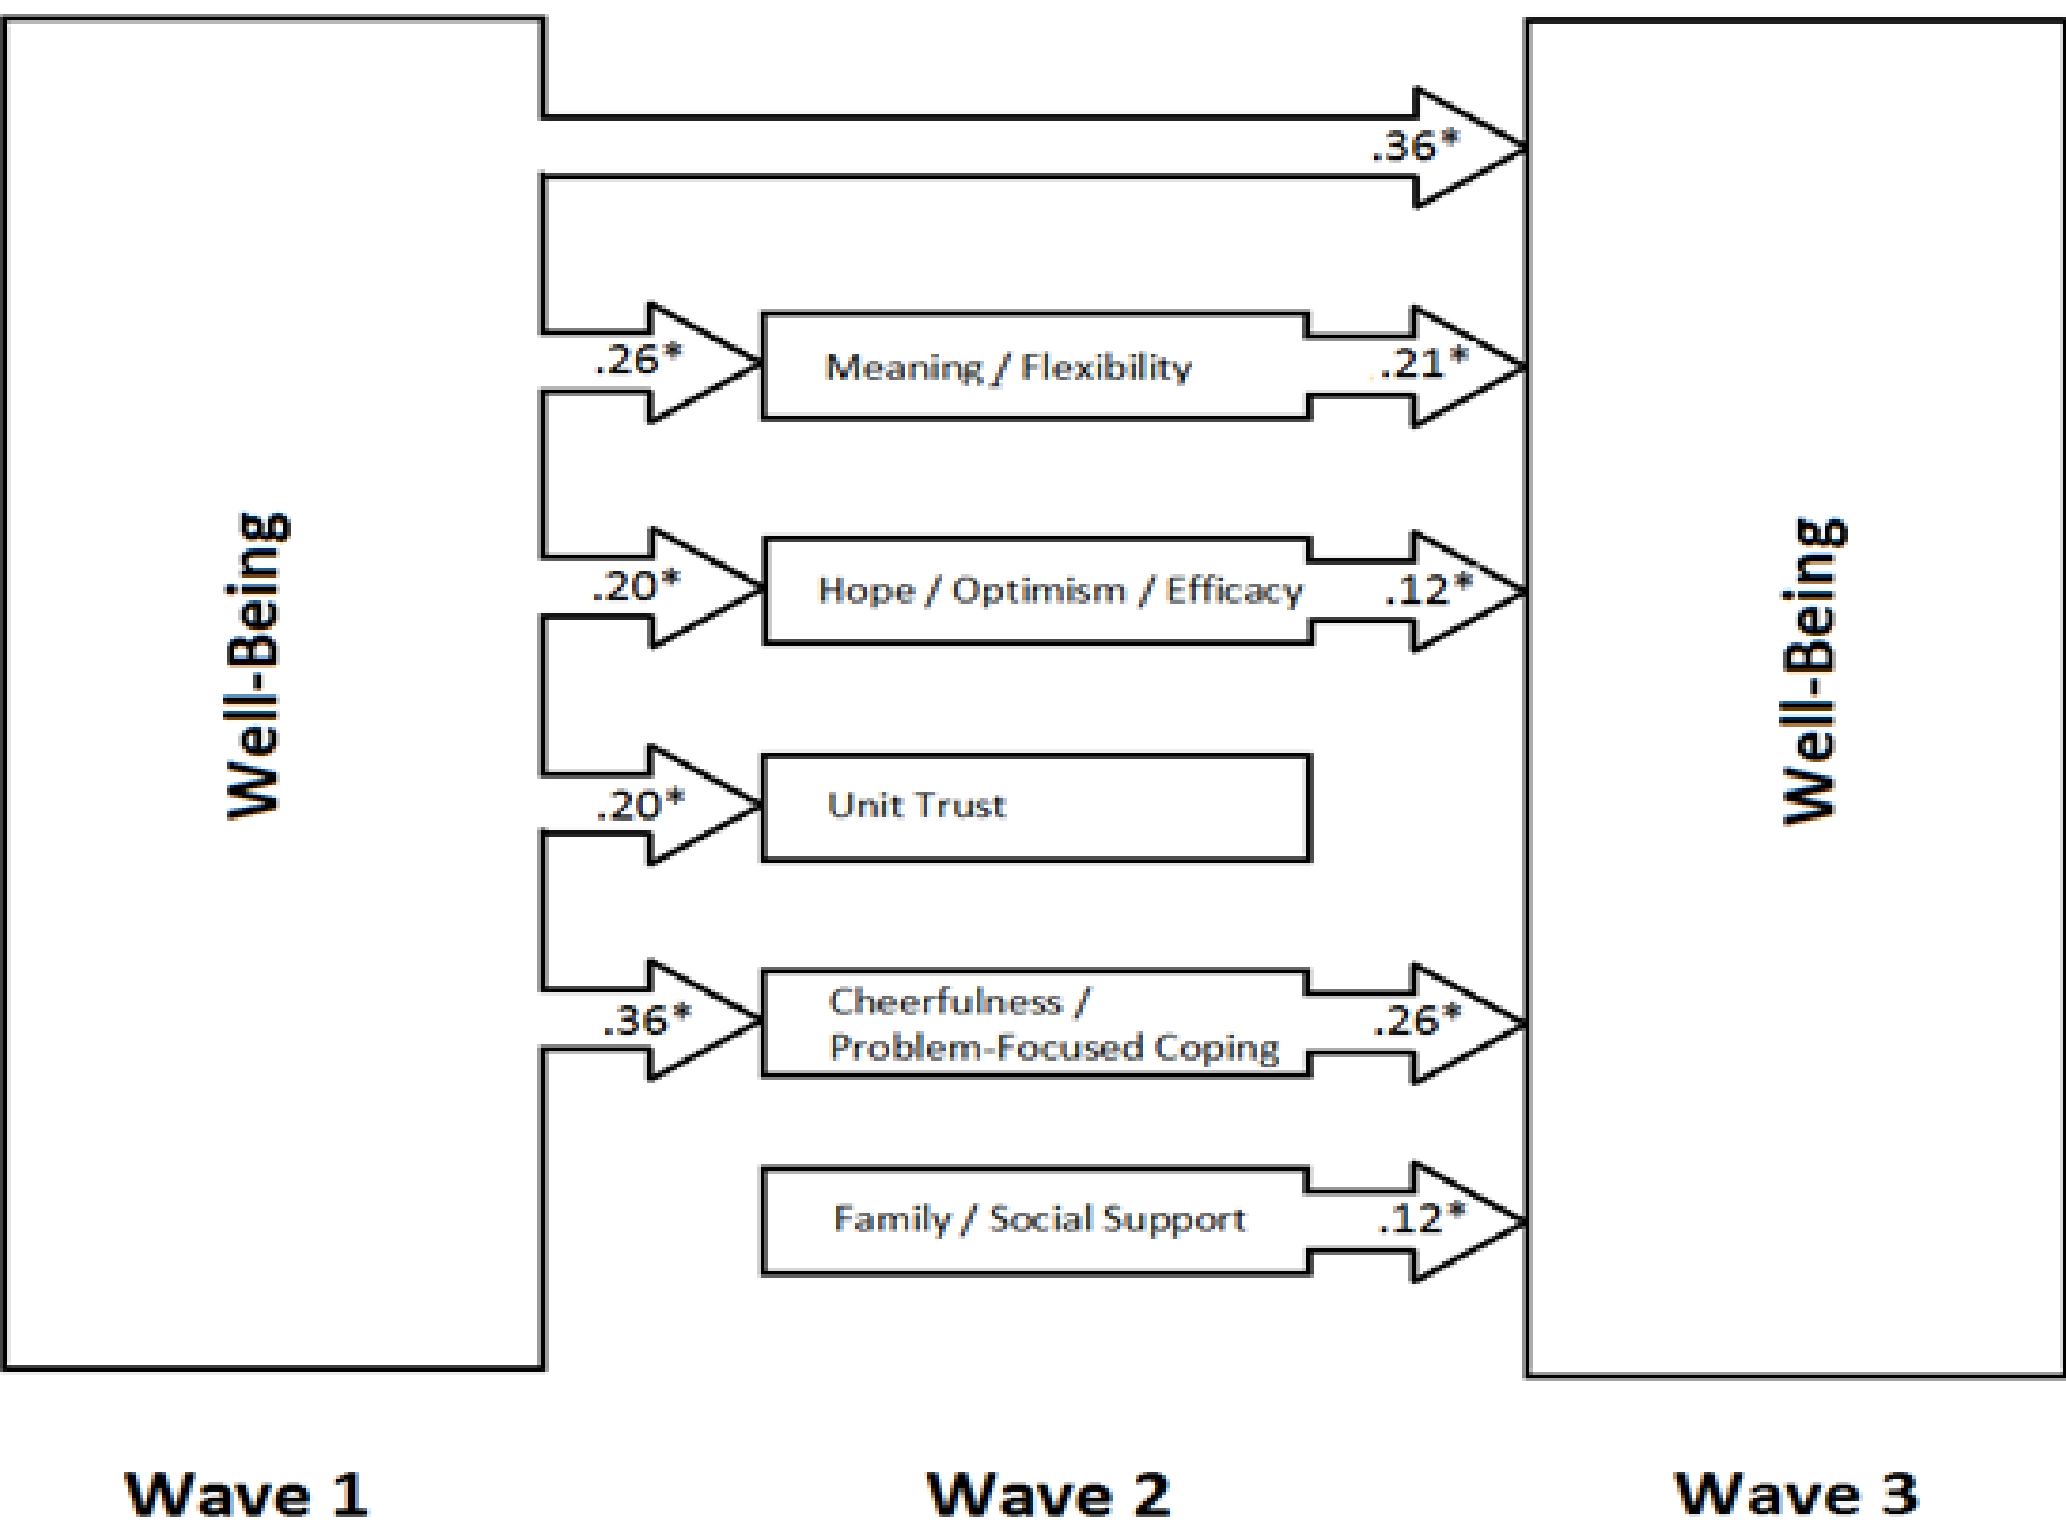 .36*
.26*
Meaning / Flexibility
.21*
.20*
Hope / Optimism / Efficacy
.12*
Well-Being
Well-Being
.20*
Unit Trust
.36*
Cheerfulness /
Problem-Focused Coping
.26*
Family / Social Support
.12*
Wave 1
Wave 2
Wave 3